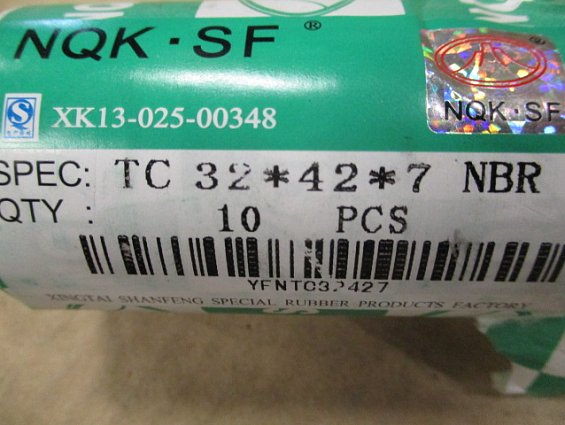 NQK·SF ®
NQK·SF
XK13-025-00348
SPEC: TC 32*42*7 NBR
QTY : 10 PCS
XINGTAI SHANFENG SPECIAL RUBBER PRODUCTS FACTORY